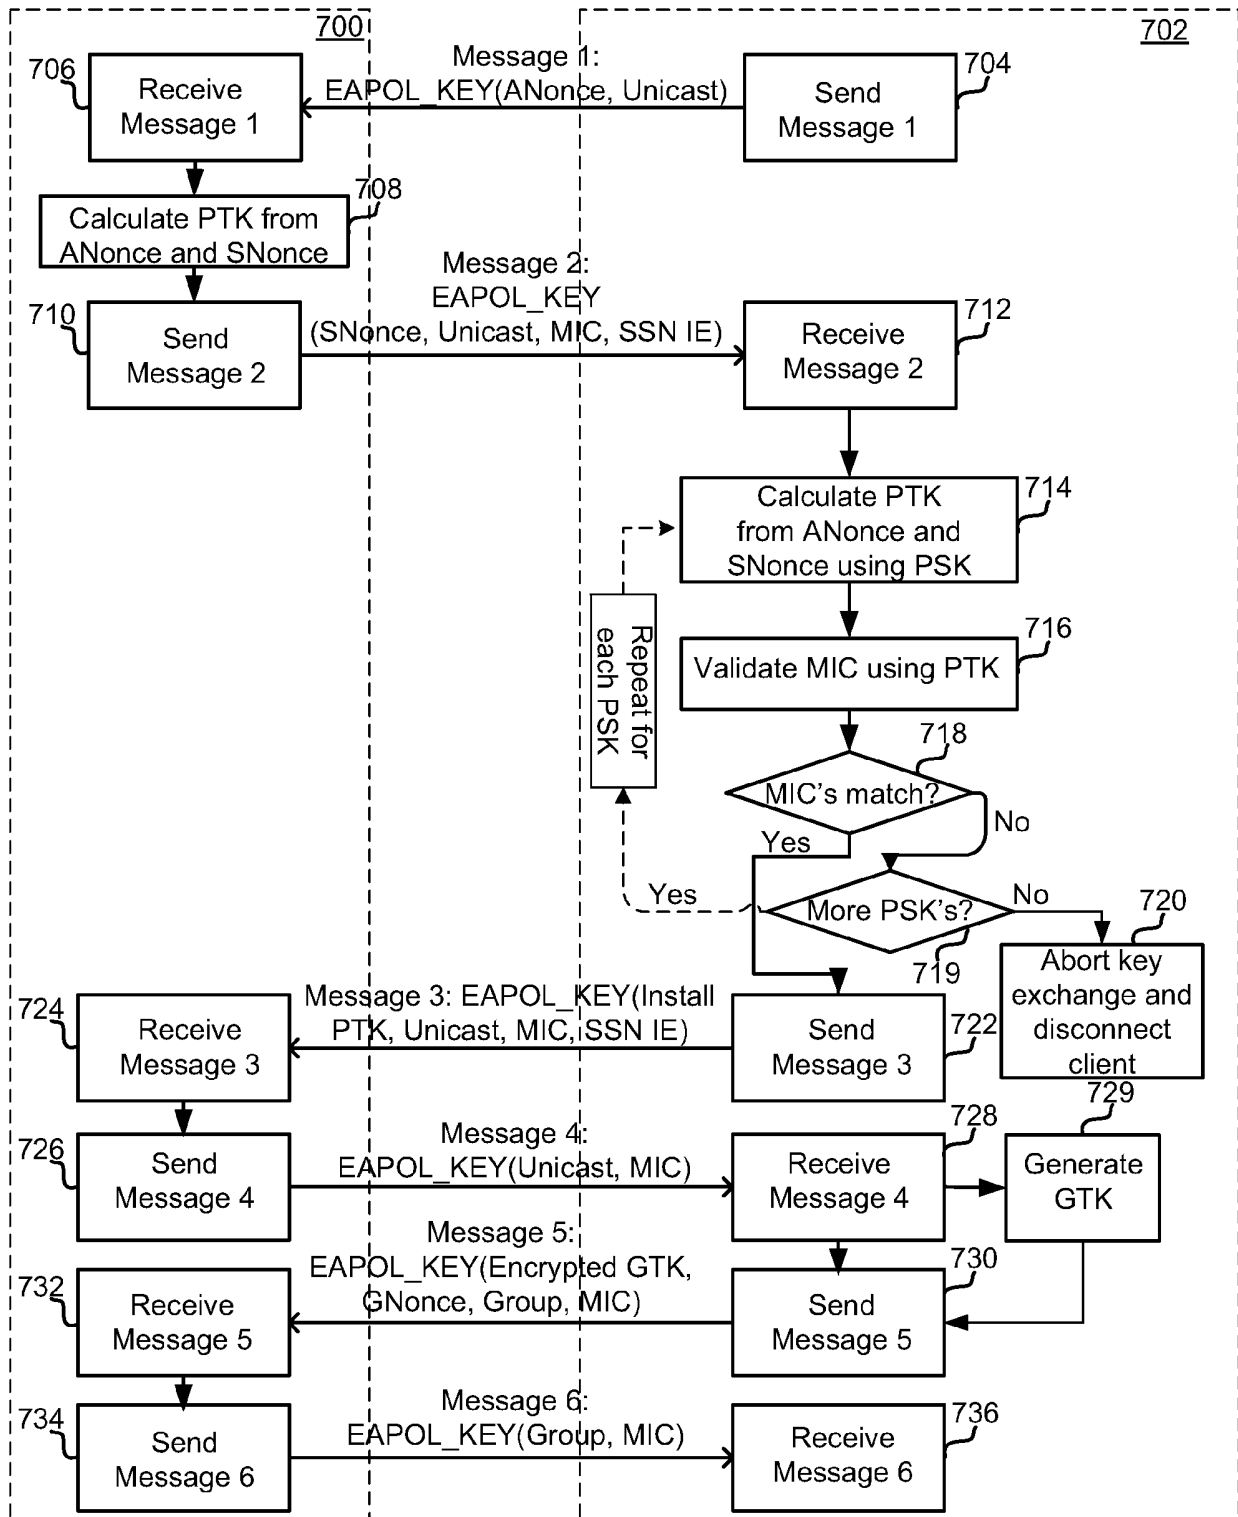 700
702
706
Receive
Message 1
Message 1:
EAPOL_KEY(ANonce, Unicast)
704
Send
Message 1
708
Calculate PTK from
ANonce and SNonce
710
Send
Message 2
Message 2:
EAPOL_KEY
(SNonce, Unicast, MIC, SSN IE)
712
Receive
Message 2
714
Calculate PTK
from ANonce and
SNonce using PSK
Repeat for
each PSK
716
Validate MIC using PTK
718
MIC's match?
No
Yes
Yes
More PSK's?
No
719
720
Abort key
exchange and
disconnect
client
724
Receive
Message 3
Message 3: EAPOL_KEY(Install
PTK, Unicast, MIC, SSN IE)
Send
Message 3
722
726
Send
Message 4
Message 4:
EAPOL_KEY(Unicast, MIC)
728
Receive
Message 4
729
Generate
GTK
732
Receive
Message 5
Message 5:
EAPOL_KEY(Encrypted GTK,
GNonce, Group, MIC)
730
Send
Message 5
734
Send
Message 6
Message 6:
EAPOL_KEY(Group, MIC)
736
Receive
Message 6